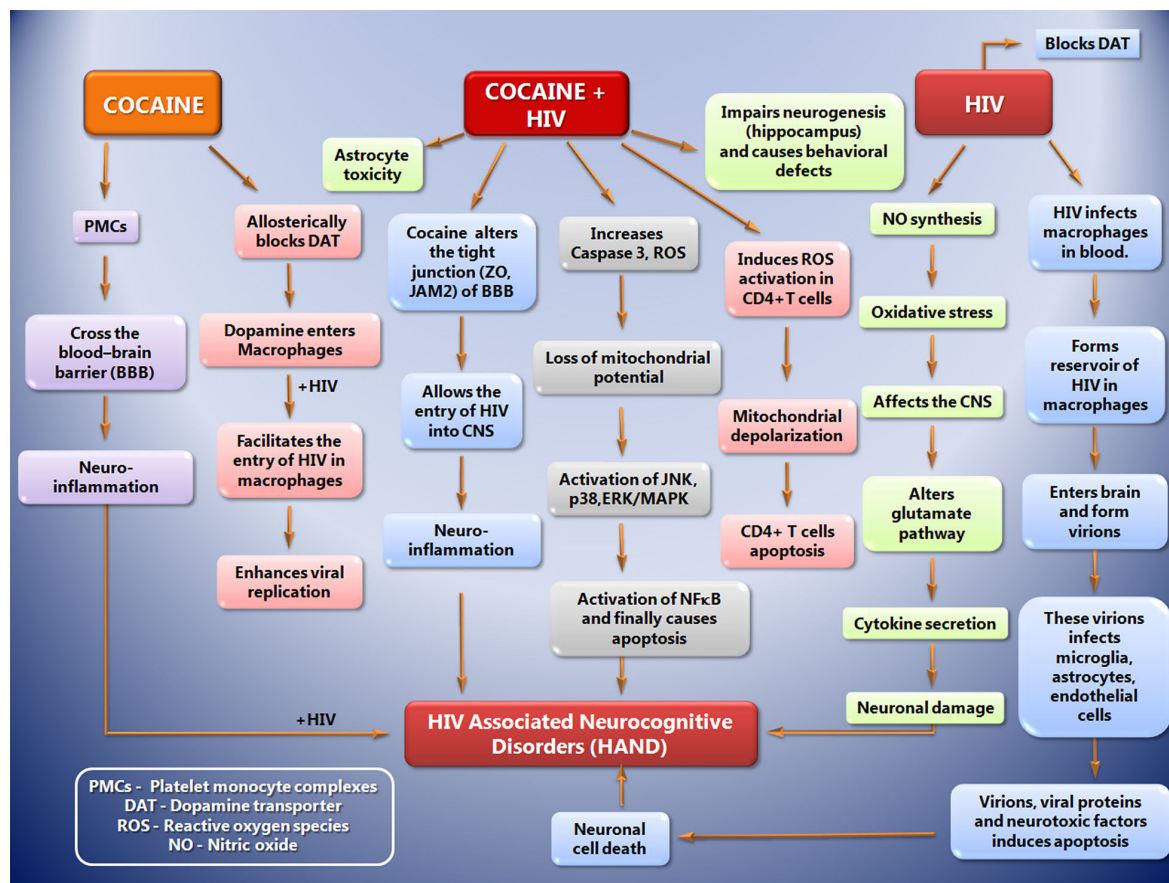 Blocks DAT
COCAINE
COCAINE +
HIV
HIV
Astrocyte
toxicity
Impairs neurogenesis
(hippocampus)
and causes behavioral
defects
PMCs
Cross the
blood–brain
barrier (BBB)
Neuro-
inflammation
Allosterically
blocks DAT
Dopamine enters
Macrophages
+HIV
Facilitates the
entry of HIV in
macrophages
Enhances viral
replication
Cocaine alters
the tight
junction (ZO,
JAM2) of BBB
Allows the
entry of HIV
into CNS
Neuro-
inflammation
Increases
Caspase 3, ROS
Loss of mitochondrial
potential
Activation of JNK,
p38,ERK/MAPK
Activation of NFκB
and finally causes
apoptosis
Induces ROS
activation in
CD4+T cells
Mitochondrial
depolarization
CD4+ T cells
apoptosis
NO synthesis
Oxidative stress
Affects the CNS
Alters
glutamate
pathway
Cytokine secretion
Neuronal damage
HIV infects
macrophages
in blood.
Forms
reservoir of
HIV in
macrophages
Enters brain
and form
virions
These virions
infects
microglia,
astrocytes,
endothelial
cells
Virions, viral proteins
and neurotoxic factors
induces apoptosis
Neuronal
cell death
+HIV
HIV Associated Neurocognitive
Disorders (HAND)
PMCs - Platelet monocyte complexes
DAT - Dopamine transporter
ROS - Reactive oxygen species
NO - Nitric oxide